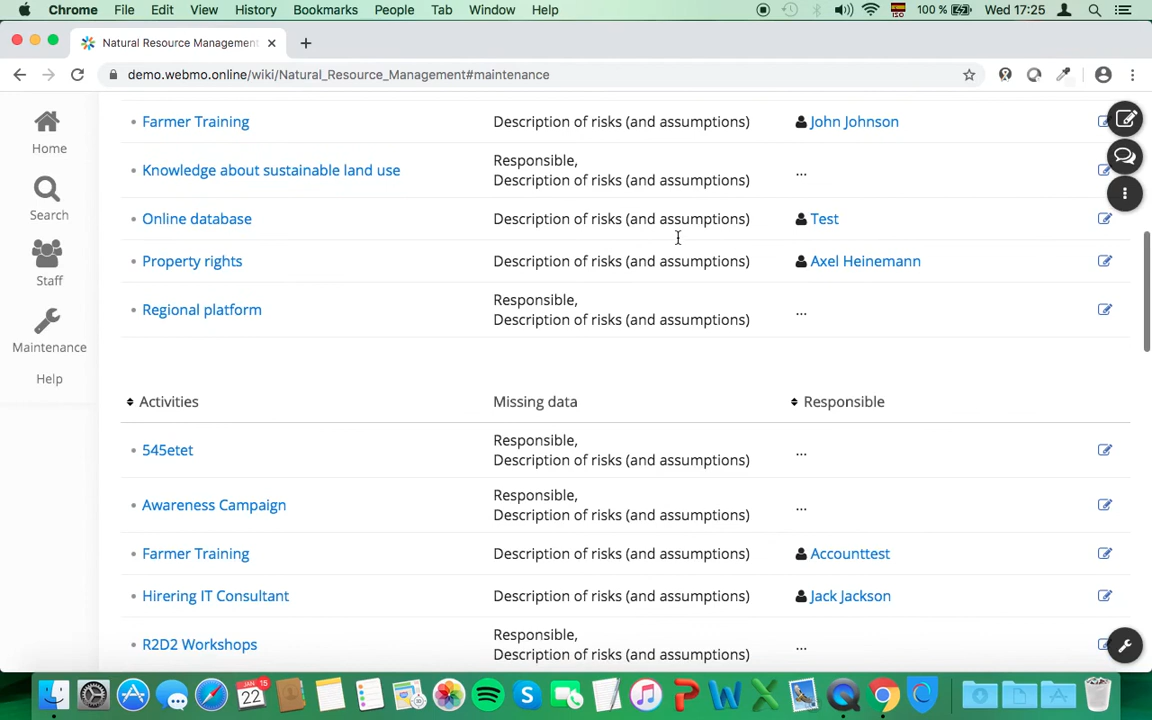 Chrome File Edit View History Bookmarks People Tab Window Help ISO 100 % Wed 17:25
Natural Resource Management
demo.webmo.online/wiki/Natural_Resource_Management#maintenance
Home
Search
Staff
Maintenance
Help
Farmer Training Description of risks (and assumptions) John Johnson
Knowledge about sustainable land use Responsible,
Description of risks (and assumptions) ...
Online database Description of risks (and assumptions) Test
Property rights Description of risks (and assumptions) Axel Heinemann
Regional platform Responsible,
Description of risks (and assumptions) ...
Activities Missing data Responsible
545etet Responsible,
Description of risks (and assumptions) ...
Awareness Campaign Responsible,
Description of risks (and assumptions) ...
Farmer Training Description of risks (and assumptions) Accounttest
Hirering IT Consultant Description of risks (and assumptions) Jack Jackson
R2D2 Workshops Responsible,
Description of risks (and assumptions) ...
JAN 15
22